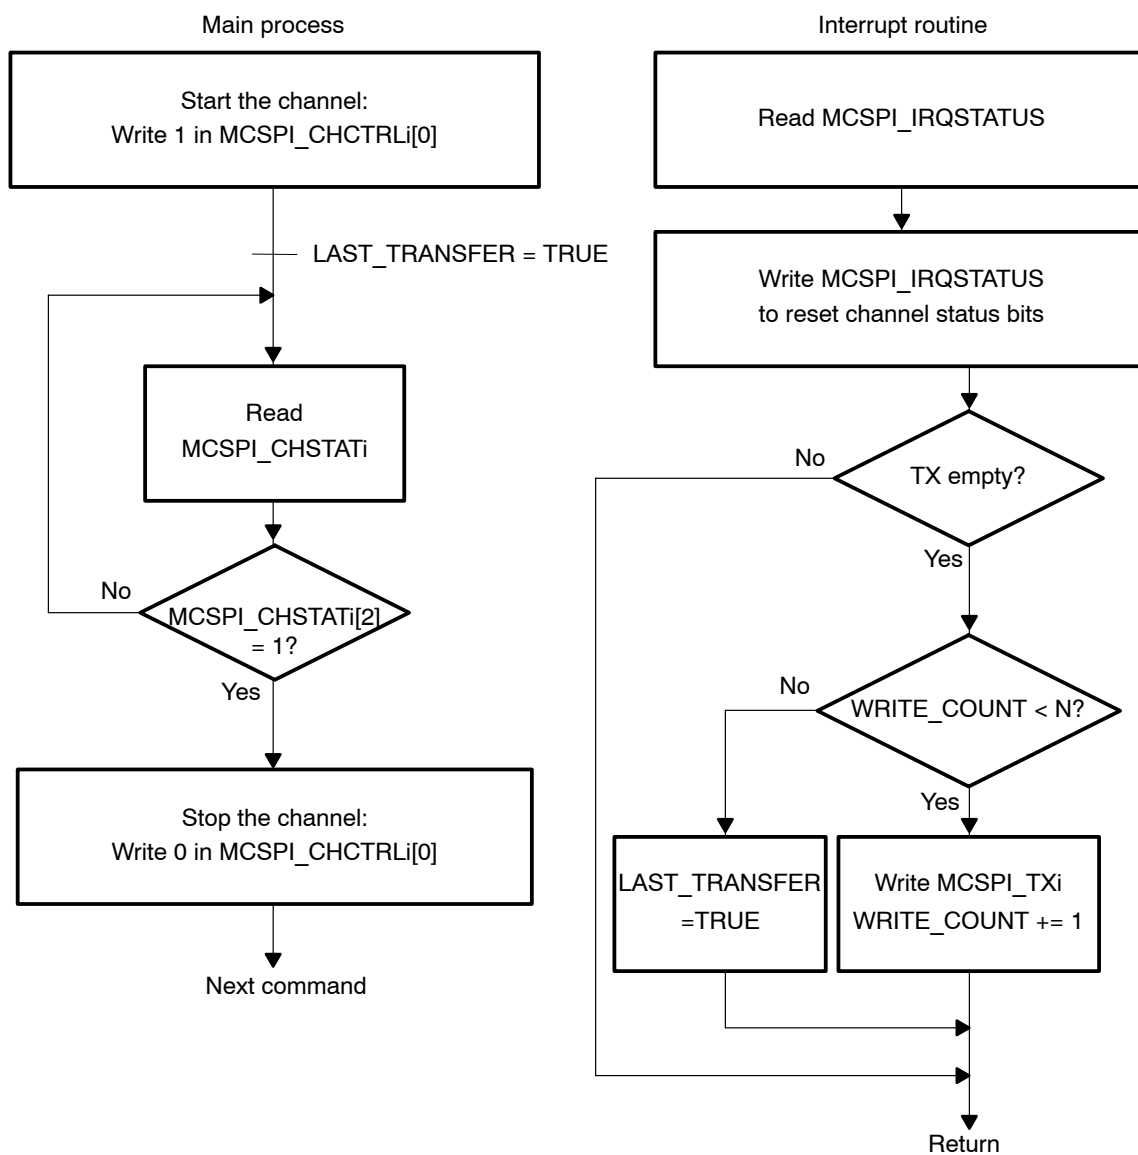 Main process
Start the channel:
Write 1 in MCSPI_CHCTRLi[0]
LAST_TRANSFER = TRUE
Read
MCSPI_CHSTATi
No
MCSPI_CHSTATi[2]
= 1?
Yes
Stop the channel:
Write 0 in MCSPI_CHCTRLi[0]
Next command
Interrupt routine
Read MCSPI_IRQSTATUS
Write MCSPI_IRQSTATUS
to reset channel status bits
No
TX empty?
Yes
No
WRITE_COUNT < N?
Yes
LAST_TRANSFER
=TRUE
Write MCSPI_TXi
WRITE_COUNT += 1
Return